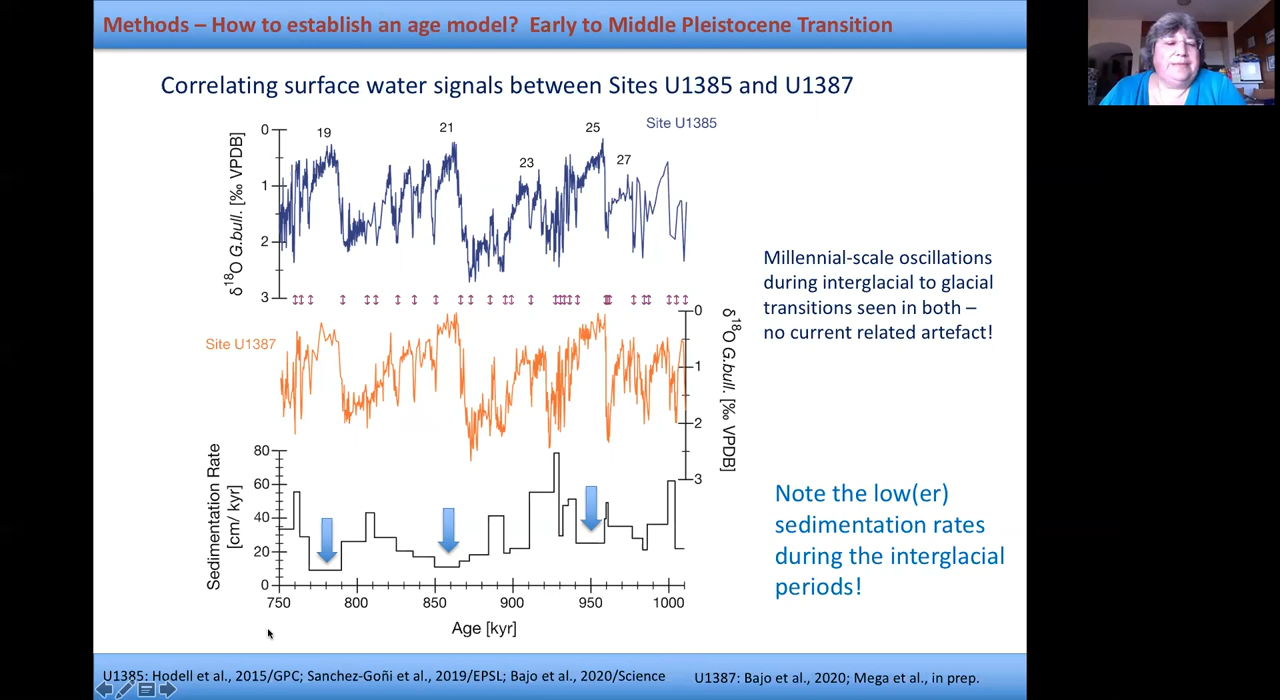 Methods – How to establish an age model? Early to Middle Pleistocene Transition
Correlating surface water signals between Sites U1385 and U1387
Site U1385
19
21
23
25
27
0
1
2
3
δ18O G.bull. [‰ VPDB]
Site U1387
0
1
2
3
δ18O G.bull. [‰ VPDB]
Millennial-scale oscillations
during interglacial to glacial
transitions seen in both –
no current related artefact!
80
60
40
20
0
Sedimentation Rate
[cm/ kyr]
750
800
850
900
950
1000
Age [kyr]
Note the low(er)
sedimentation rates
during the interglacial
periods!
U1385: Hodell et al., 2015/GPC; Sanchez-Goñi et al., 2019/EPSL; Bajo et al., 2020/Science
U1387: Bajo et al., 2020; Mega et al., in prep.